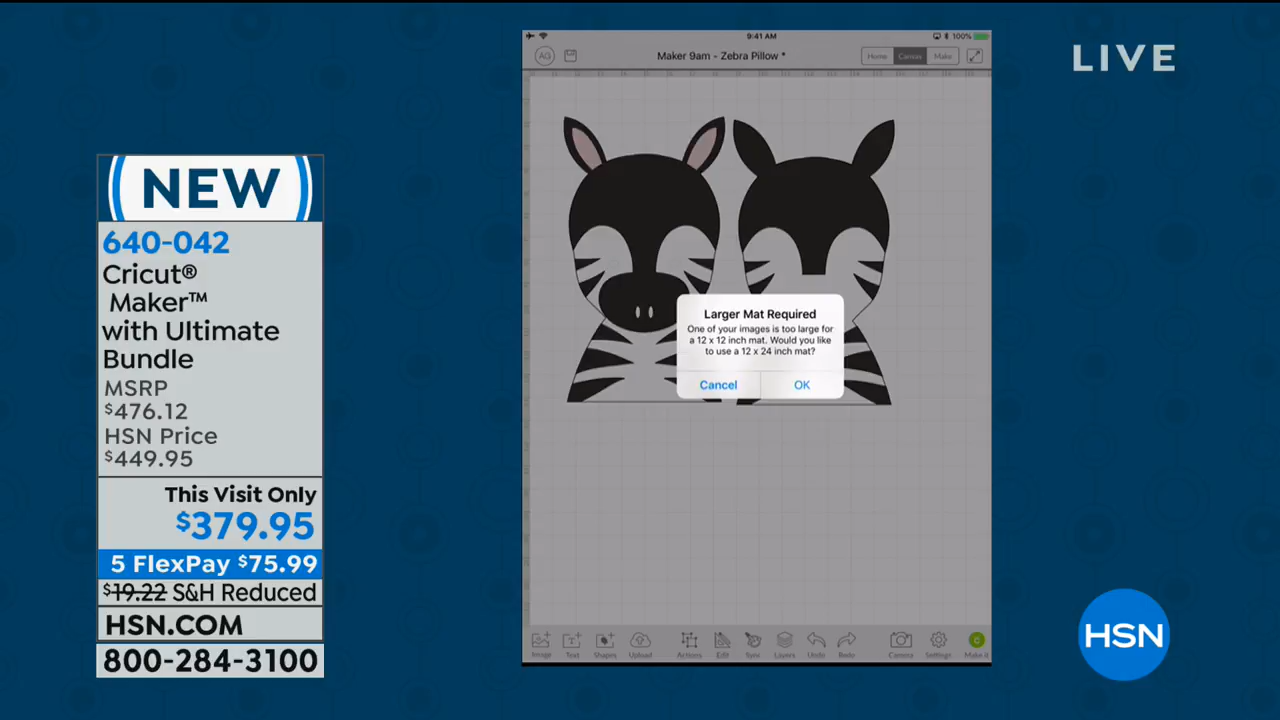 LIVE
9:41 AM
100%
AG
Maker 9am - Zebra Pillow *
Home
Canvas
Make
NEW
640-042
Cricut®
Maker™
with Ultimate
Bundle
MSRP
$476.12
HSN Price
$449.95
This Visit Only
$379.95
5 FlexPay $75.99
$19.22 S&H Reduced
HSN.COM
800-284-3100
Larger Mat Required
One of your images is too large for
a 12 x 12 inch mat. Would you like
to use a 12 x 24 inch mat?
Cancel
OK
Image
Text
Shapes
Upload
Actions
Edit
Sync
Layers
Undo
Redo
Camera
Settings
Make it
HSN